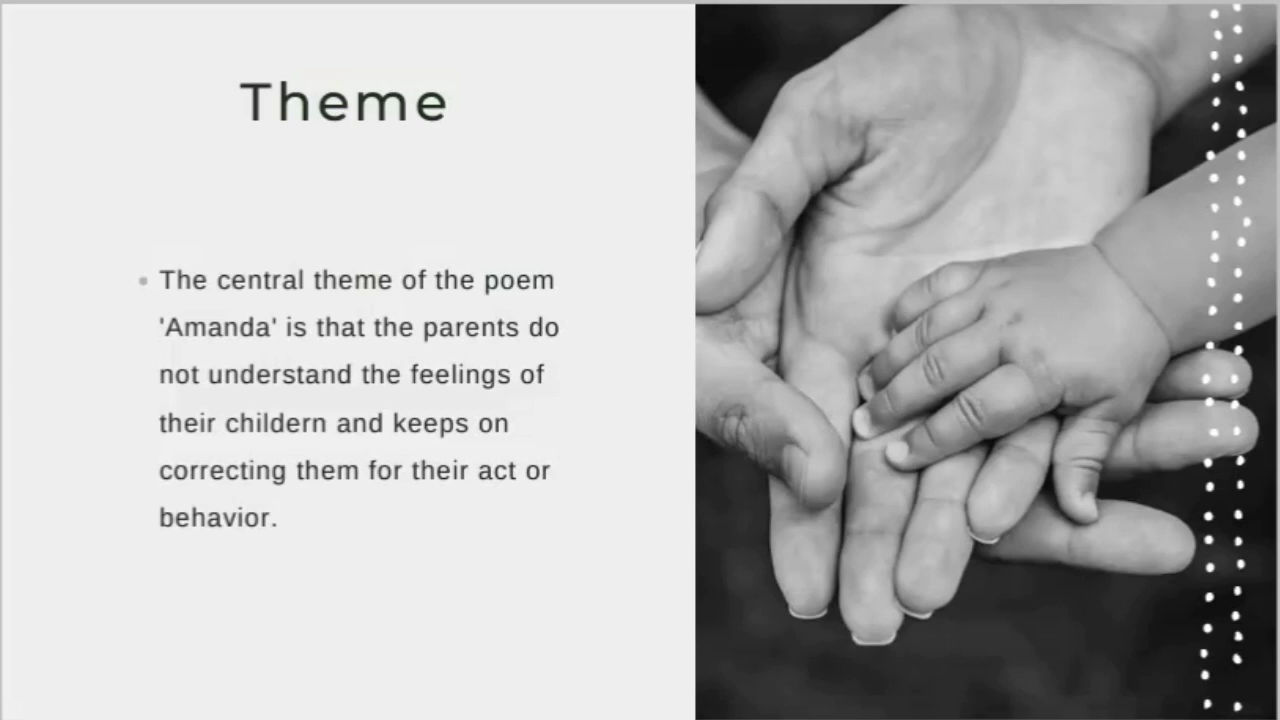 Theme
The central theme of the poem
'Amanda' is that the parents do
not understand the feelings of
their childern and keeps on
correcting them for their act or
behavior.